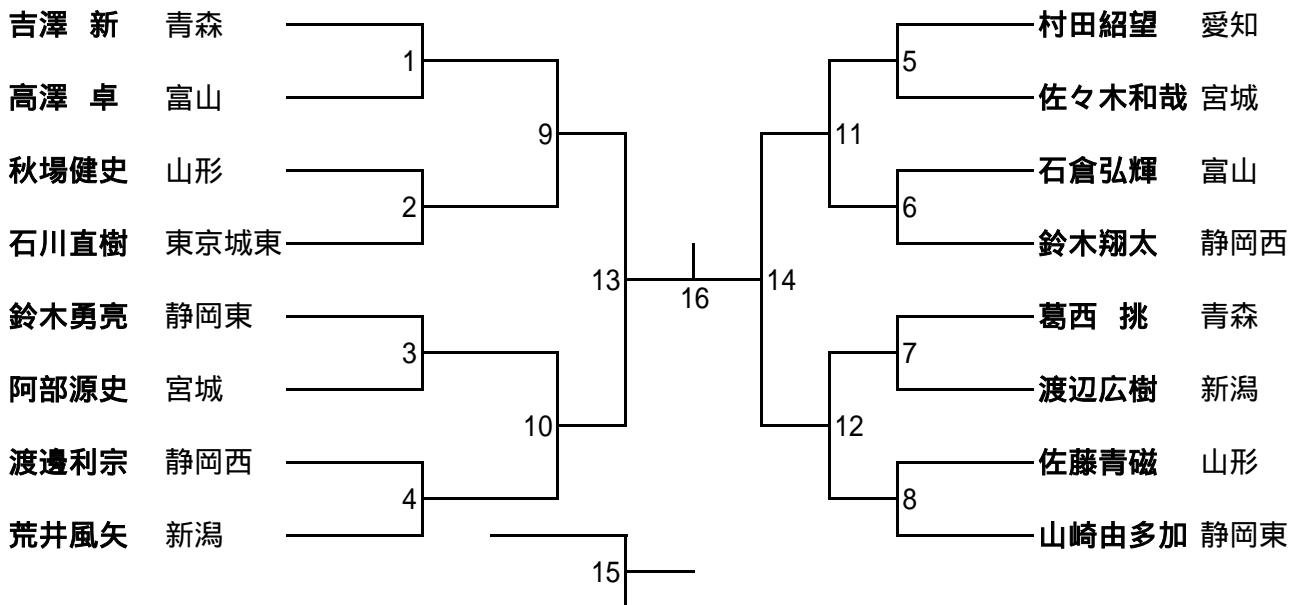 吉澤 新 青森
1
高澤 卓 富山
9
秋場健史 山形
2
石川直樹 東京城東
13
鈴木勇亮 静岡東
3
阿部源史 宮城
10
渡邊利宗 静岡西
4
荒井風矢 新潟
15
16
村田紹望 愛知
5
佐々木和哉 宮城
11
石倉弘輝 富山
6
鈴木翔太 静岡西
14
葛西 挑 青森
7
渡辺広樹 新潟
12
佐藤青磁 山形
8
山崎由多加 静岡東